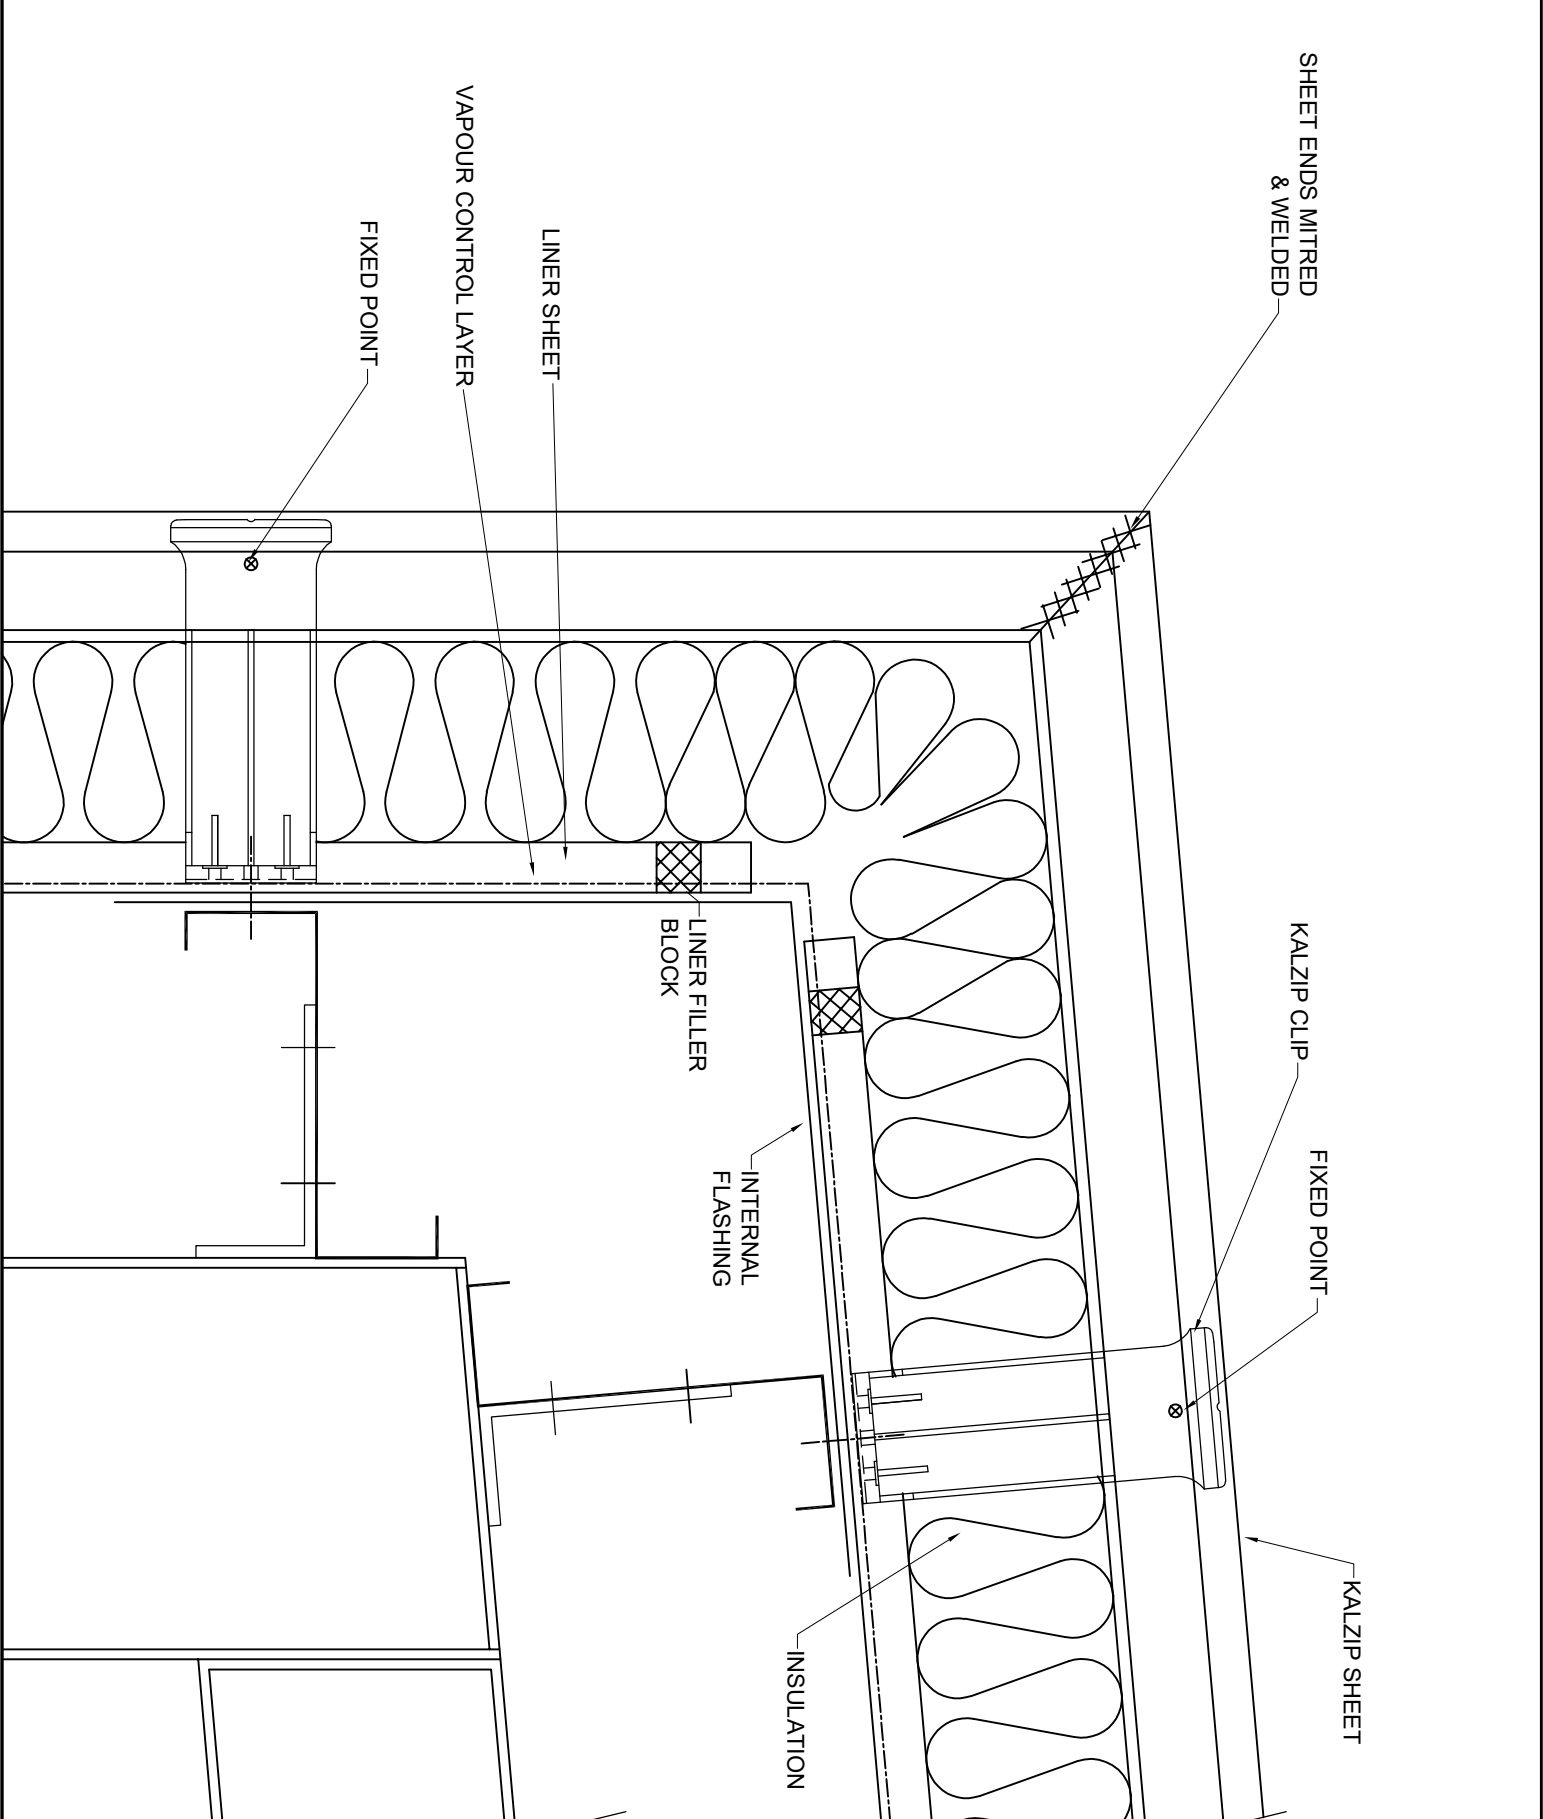 SHEET ENDS MITRED
& WELDED
VAPOUR CONTROL LAYER
LINER SHEET
FIXED POINT
LINER FILLER
BLOCK
INTERNAL
FLASHING
KALZIP CLIP
FIXED POINT
KALZIP SHEET
INSULATION